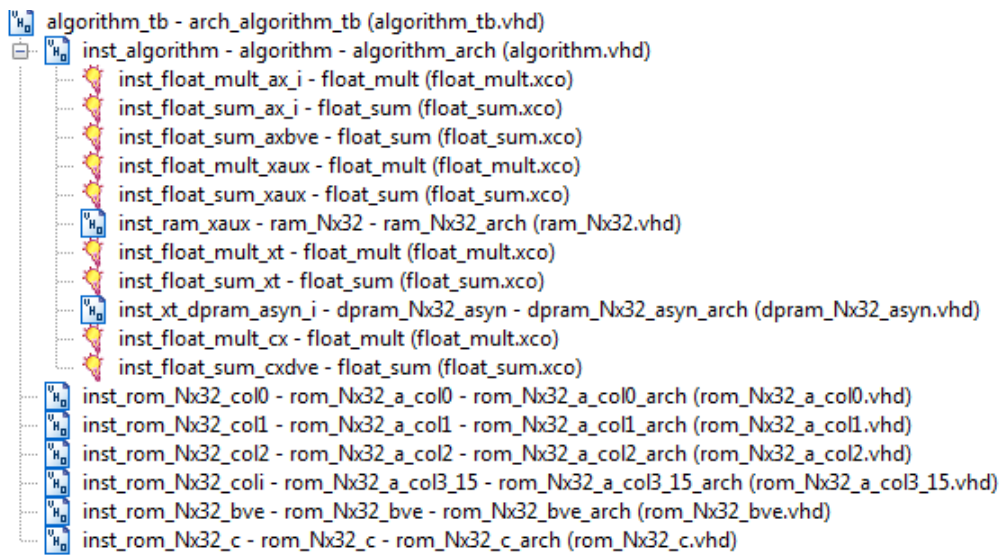 algorithm_tb - arch_algorithm_tb (algorithm_tb.vhd)
inst_algorithm - algorithm - algorithm_arch (algorithm.vhd)
inst_float_mult_ax_i - float_mult (float_mult.xco)
inst_float_sum_ax_i - float_sum (float_sum.xco)
inst_float_sum_axbve - float_sum (float_sum.xco)
inst_float_mult_xaux - float_mult (float_mult.xco)
inst_float_sum_xaux - float_sum (float_sum.xco)
inst_ram_xaux - ram_Nx32 - ram_Nx32_arch (ram_Nx32.vhd)
inst_float_mult_xt - float_mult (float_mult.xco)
inst_float_sum_xt - float_sum (float_sum.xco)
inst_xt_dpram_asyn_i - dpram_Nx32_asyn - dpram_Nx32_asyn_arch (dpram_Nx32_asyn.vhd)
inst_float_mult_cx - float_mult (float_mult.xco)
inst_float_sum_cxdve - float_sum (float_sum.xco)
inst_rom_Nx32_col0 - rom_Nx32_a_col0 - rom_Nx32_a_col0_arch (rom_Nx32_a_col0.vhd)
inst_rom_Nx32_col1 - rom_Nx32_a_col1 - rom_Nx32_a_col1_arch (rom_Nx32_a_col1.vhd)
inst_rom_Nx32_col2 - rom_Nx32_a_col2 - rom_Nx32_a_col2_arch (rom_Nx32_a_col2.vhd)
inst_rom_Nx32_coli - rom_Nx32_a_col3_15 - rom_Nx32_a_col3_15_arch (rom_Nx32_a_col3_15.vhd)
inst_rom_Nx32_bve - rom_Nx32_bve - rom_Nx32_bve_arch (rom_Nx32_bve.vhd)
inst_rom_Nx32_c - rom_Nx32_c - rom_Nx32_c_arch (rom_Nx32_c.vhd)